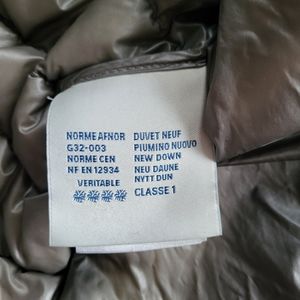 NORME AFNOR
G32-003
NORME CEN
NF EN 12934
VERITABLE
DUVET NEUF
PIUMINO NUOVO
NEW DOWN
NEU DAUNE
NYTT DUN
CLASSE 1